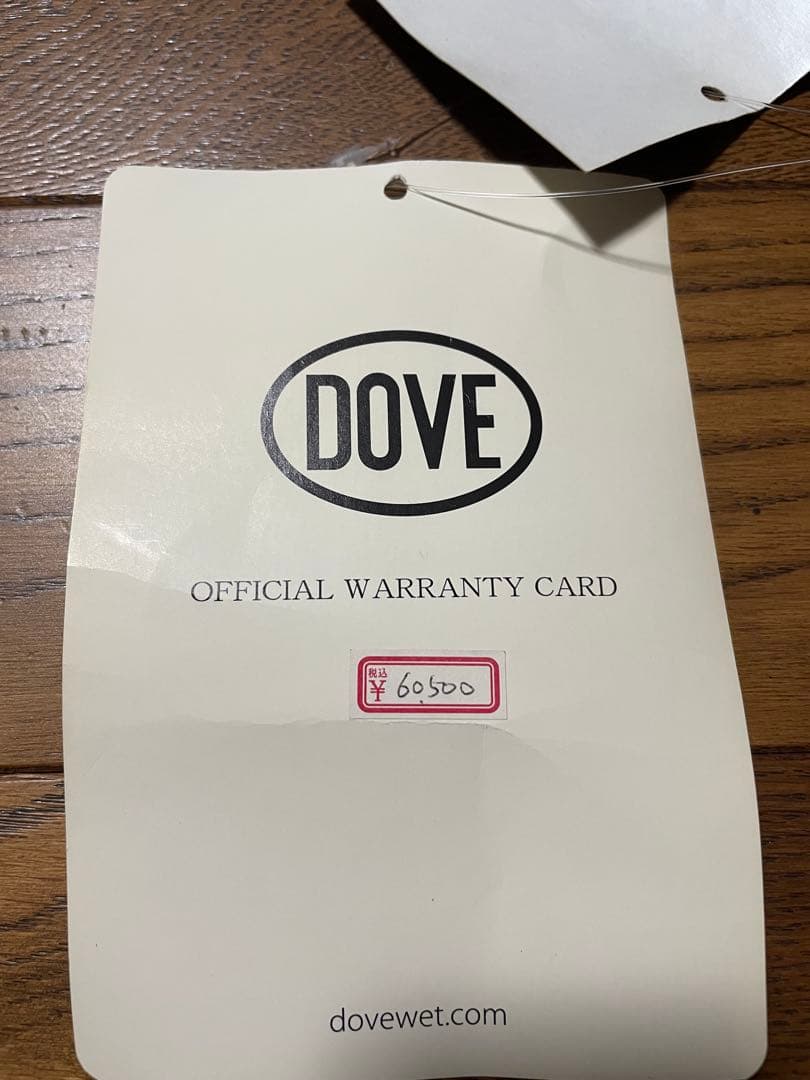 DOVE
OFFICIAL WARRANTY CARD
税込
¥ 60,500
dovewet.com